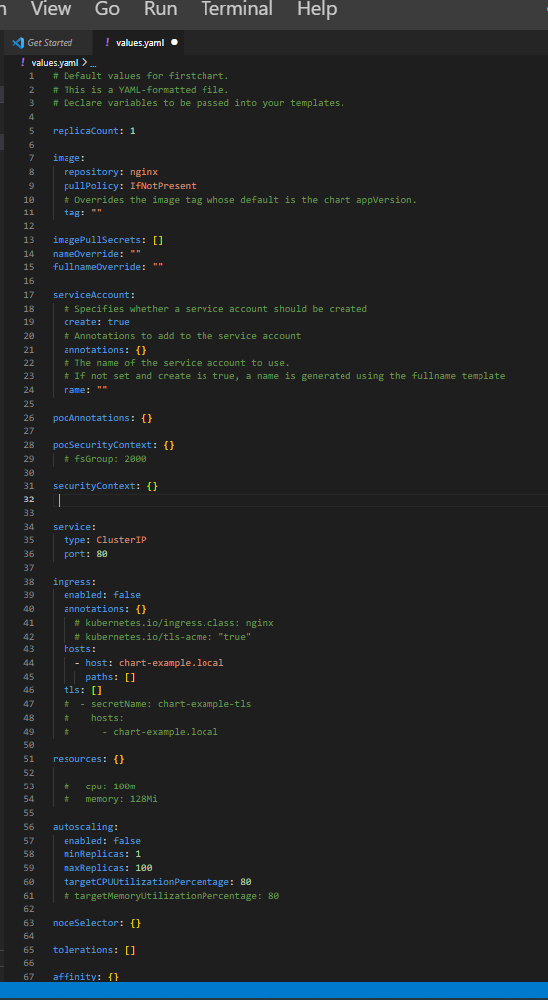 View Go Run Terminal Help
Get Started ! values.yaml
! values.yaml > ...
1 # Default values for firstchart.
2 # This is a YAML-formatted file.
3 # Declare variables to be passed into your templates.
4
5 replicaCount: 1
6
7 image:
8 repository: nginx
9 pullPolicy: IfNotPresent
10 # Overrides the image tag whose default is the chart appVersion.
11 tag: ""
12
13 imagePullSecrets: []
14 nameOverride: ""
15 fullnameOverride: ""
16
17 serviceAccount:
18 # Specifies whether a service account should be created
19 create: true
20 # Annotations to add to the service account
21 annotations: {}
22 # The name of the service account to use.
23 # If not set and create is true, a name is generated using the fullname template
24 name: ""
25
26 podAnnotations: {}
27
28 podSecurityContext: {}
29 # fsGroup: 2000
30
31 securityContext: {}
32
33
34 service:
35 type: ClusterIP
36 port: 80
37
38 ingress:
39 enabled: false
40 annotations: {}
41 # kubernetes.io/ingress.class: nginx
42 # kubernetes.io/tls-acme: "true"
43 hosts:
44 - host: chart-example.local
45 paths: []
46 tls: []
47 # - secretName: chart-example-tls
48 # hosts:
49 # - chart-example.local
50
51 resources: {}
52
53 # cpu: 100m
54 # memory: 128Mi
55
56 autoscaling:
57 enabled: false
58 minReplicas: 1
59 maxReplicas: 100
60 targetCPUUtilizationPercentage: 80
61 # targetMemoryUtilizationPercentage: 80
62
63 nodeSelector: {}
64
65 tolerations: []
66
67 affinity: {}